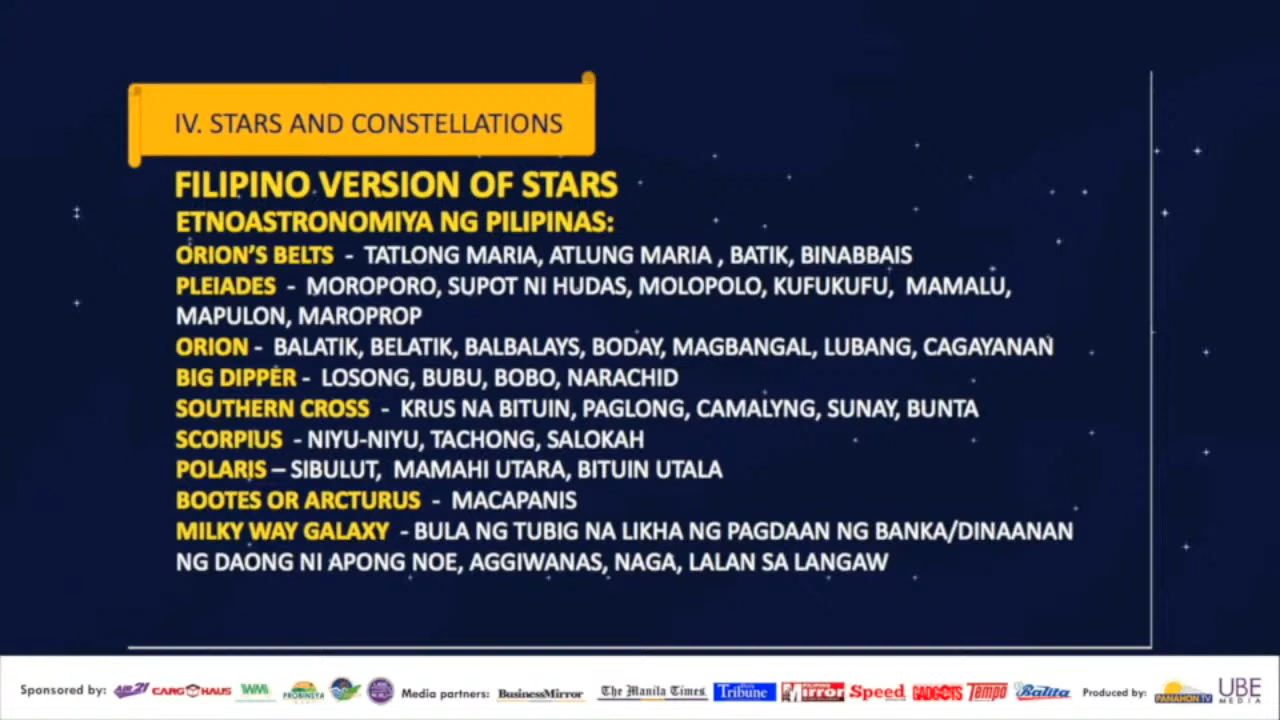 IV. STARS AND CONSTELLATIONS
FILIPINO VERSION OF STARS
ETNOASTRONOMIYA NG PILIPINAS:
ORION'S BELTS - TATLONG MARIA, ATLUNG MARIA , BATIK, BINABBAIS
PLEIADES - MOROPORO, SUPOT NI HUDAS, MOLOPOLO, KUFUKUFU, MAMALU,
MAPULON, MAROPROP
ORION - BALATIK, BELATIK, BALBALAYS, BODAY, MAGBANGAL, LUBANG, CAGAYANAN
BIG DIPPER - LOSONG, BUBU, BOBO, NARACHID
SOUTHERN CROSS - KRUS NA BITUIN, PAGLONG, CAMALYNG, SUNAY, BUNTA
SCORPIUS - NIYU-NIYU, TACHONG, SALOKAH
POLARIS – SIBULUT, MAMAHI UTARA, BITUIN UTALA
BOOTES OR ARCTURUS - MACAPANIS
MILKY WAY GALAXY - BULA NG TUBIG NA LIKHA NG PAGDAAN NG BANKA/DINAANAN
NG DAONG NI APONG NOE, AGGIWANAS, NAGA, LALAN SA LANGAW
Sponsored by: AIR21 CARGOHAUS WMI PROBINSYA Media partners: BusinessMirror The Manila Times Tribune Mirror Speed GADGETS Tempo Balita Produced by: PANAHON TV UBE MEDIA